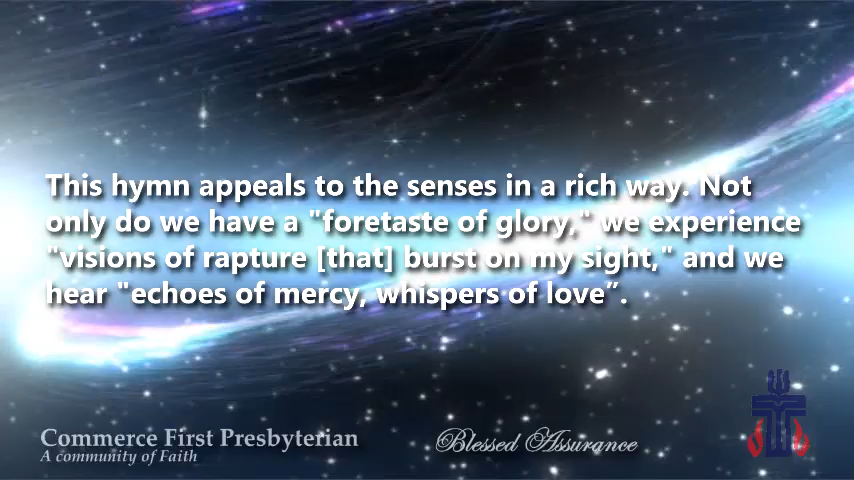 This hymn appeals to the senses in a rich way. Not
only do we have a "foretaste of glory," we experience
"visions of rapture [that] burst on my sight," and we
hear "echoes of mercy, whispers of love”.
Commerce First Presbyterian
A community of Faith
Blessed Assurance